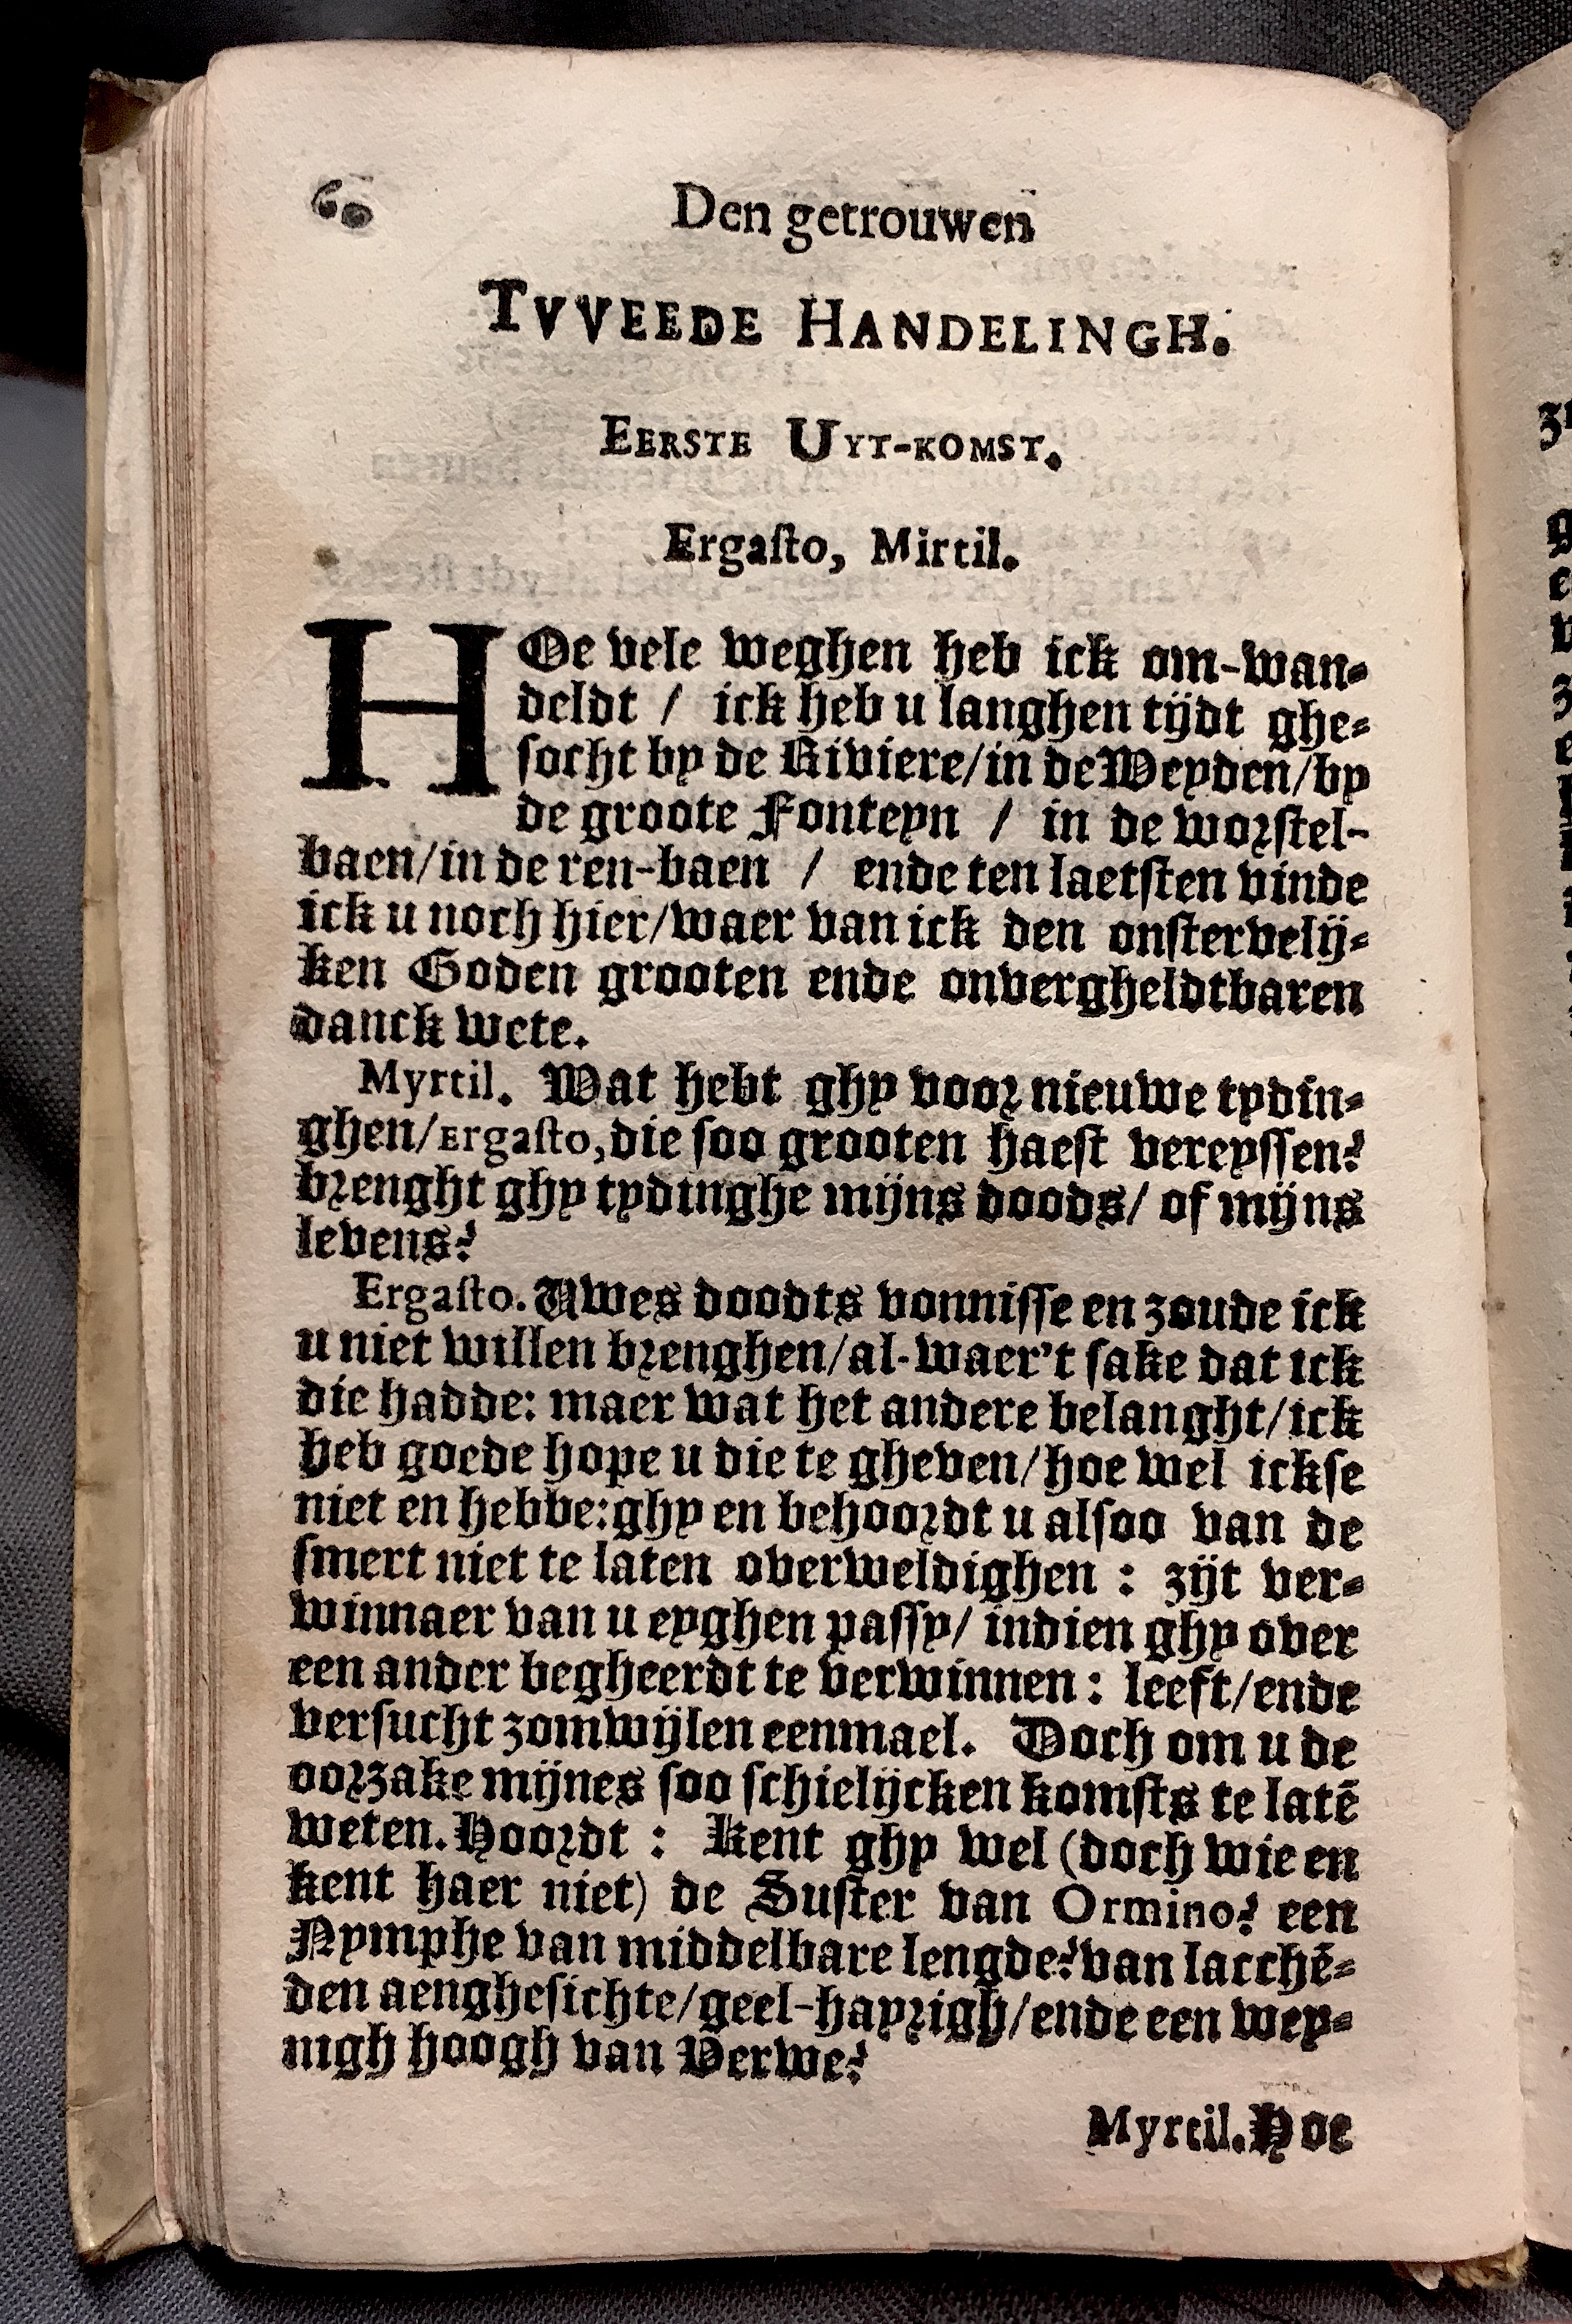 60
Den getrouwen
TVVEEDE HANDELINGH.
EERSTE UYT-KOMST.
Ergaſto, Mirtil.
HOe vele weghen heb ick om-wan-
deldt / ick heb u langhen tijdt ghe-
ſocht by de Riviere/in de Weyden/by
de groote Fonteyn / in de worſtel-
baen/in de ren-baen / ende ten laetſten vinde
ick u noch hier/waer van ick den onſtervelij-
ken Goden grooten ende onvergheldtbaren
danck wete.
Myrtil. Wat hebt ghy voor nieuwe tydin-
ghen/Ergaſto, die ſoo grooten haeſt vereyſſen?
brenght ghy tydinghe mijns doods/ of mijns
levens?
Ergaſto. Uwes doodts vonniſſe en zoude ick
u niet willen brenghen/al-waer't ſake dat ick
die hadde: maer wat het andere belanght/ick
heb goede hope u die te gheven/hoe wel ickſe
niet en hebbe:ghy en behoordt u alſoo van de
ſmert niet te laten overweldighen : zijt ver-
winnaer van u eyghen paſſy/ indien ghy over
een ander begheerdt te verwinnen : leeft/ende
verſucht zomwijlen eenmael. Doch om u de
oorzake mijnes ſoo ſchielijcken komſts te latē
weten. Hoordt : Kent ghy wel (doch wie en
kent haer niet) de Suſter van Ormino? een
Nymphe van middelbare lengde? van lacchē-
den aengheſichte/geel-hayrigh/ende een wey-
nigh hoogh van Verwe?
Myrtil. Hoe